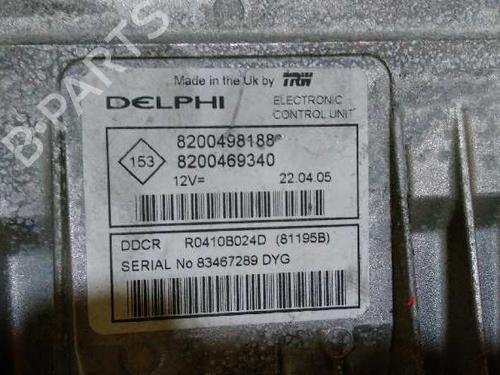 B-PARTS
Made in the Uk by TRW
DELPHI ELECTRONIC
CONTROL UNIT
153
8200498188
8200469340
12V= 22.04.05
DDCR R0410B024D (81195B)
SERIAL No 83467289 DYG